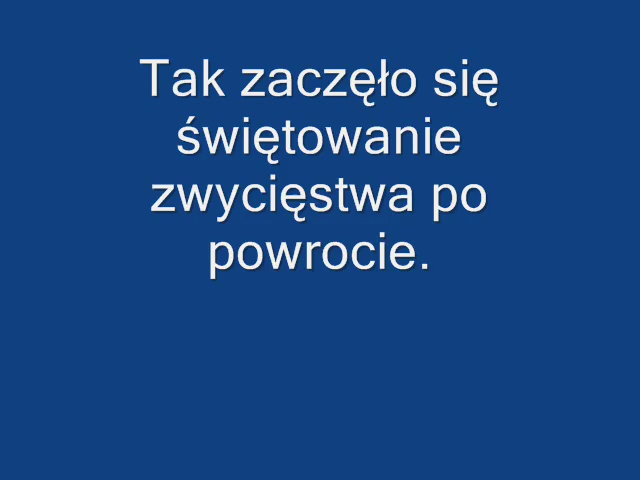 Tak zaczęło się
świętowanie
zwycięstwa po
powrocie.